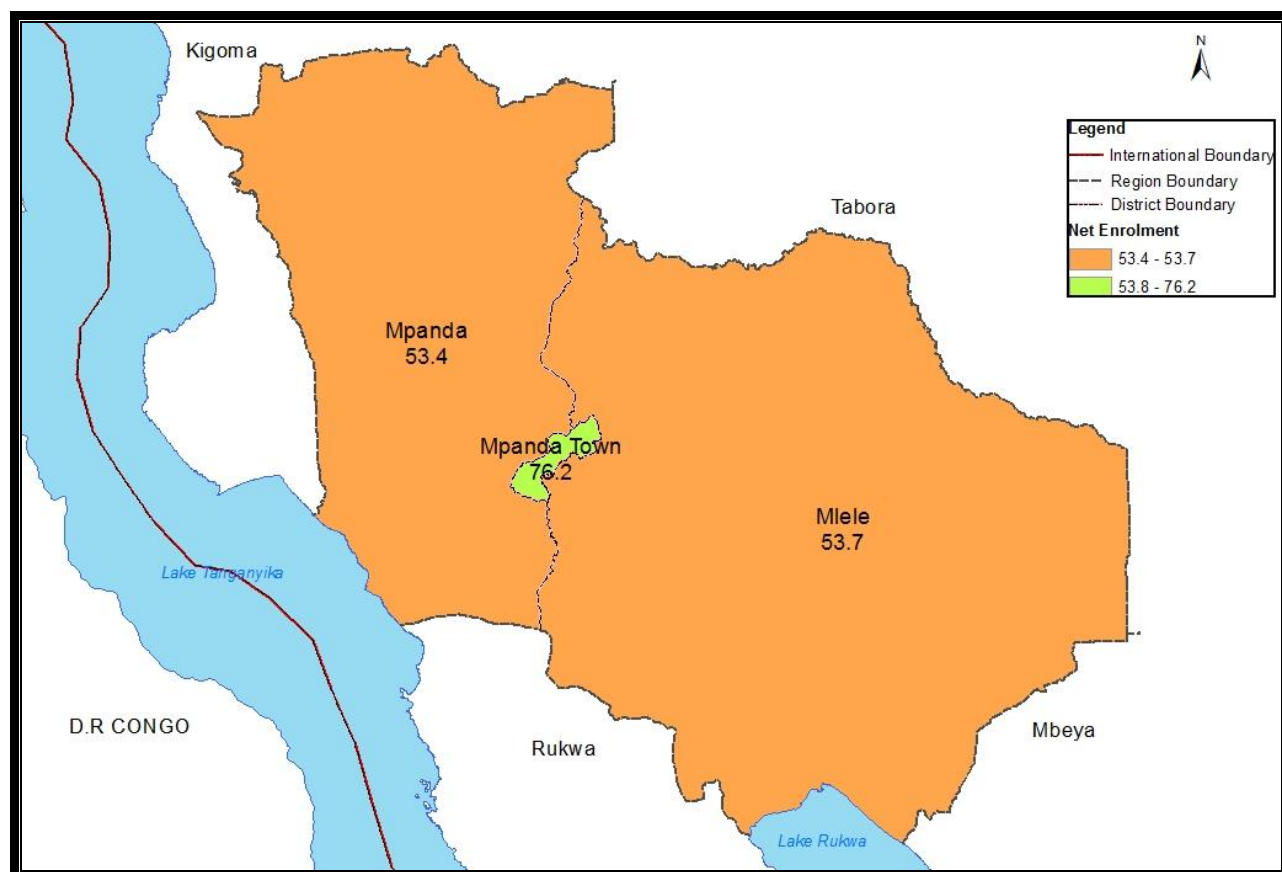 Kigoma
N
Legend
International Boundary
Region Boundary
District Boundary
Net Enrolment
53.4 - 53.7
53.8 - 76.2
Tabora
Mpanda
53.4
Mpanda Town
76.2
Mlele
53.7
Lake Tanganyika
D.R CONGO
Rukwa
Mbeya
Lake Rukwa